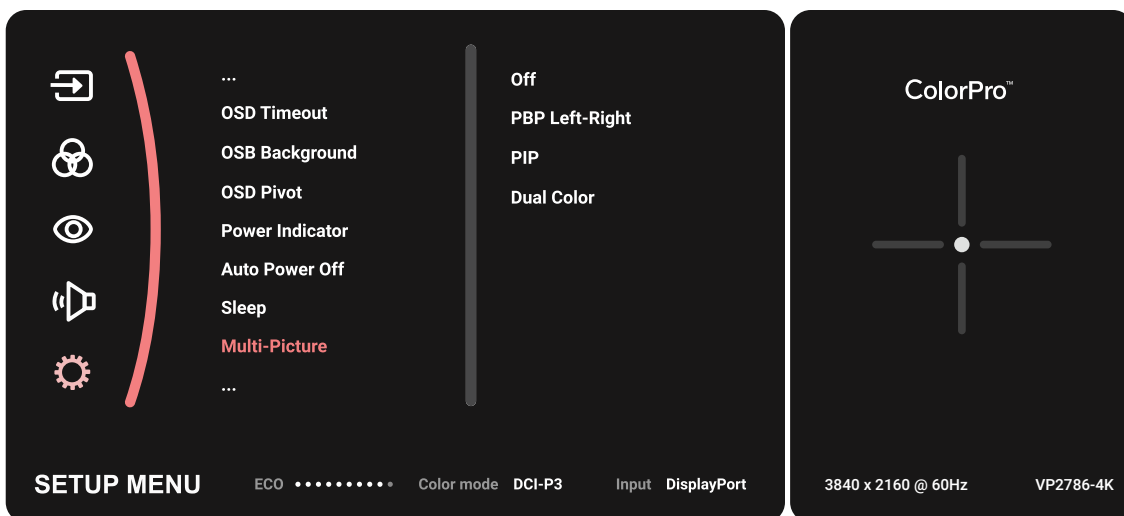 ...
OSD Timeout
OSB Background
OSD Pivot
Power Indicator
Auto Power Off
Sleep
Multi-Picture
...
Off
PBP Left-Right
PIP
Dual Color
SETUP MENU
ECO
Color mode DCI-P3
Input DisplayPort
ColorPro™
3840 x 2160 @ 60Hz
VP2786-4K